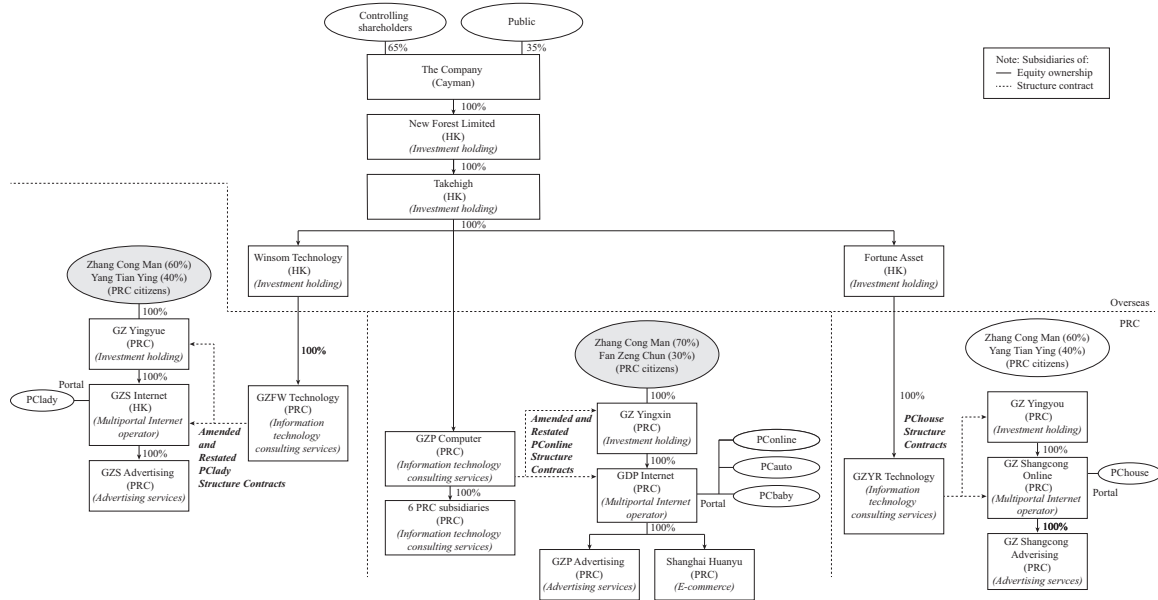 Controlling
shareholders
Public
65%
35%
The Company
(Cayman)
Note: Subsidiaries of:
Equity ownership
Structure contract
100%
New Forest Limited
(HK)
(Investment holding)
100%
Takehigh
(HK)
(Investment holding)
100%
Zhang Cong Man (60%)
Yang Tian Ying (40%)
(PRC citizens)
Winsom Technology
(HK)
(Investment holding)
Fortune Asset
(HK)
(Investment holding)
Overseas
PRC
100%
GZ Yingyue
(PRC)
(Investment holding)
100%
Portal
PClady
GZS Internet
(HK)
(Multiportal Internet
operator)
100%
GZS Advertising
(PRC)
(Advertising services)
100%
GZFW Technology
(PRC)
(Information
technology
consulting services)
Amended
and
Restated
PClady
Structure Contracts
GZP Computer
(PRC)
(Information technology
consulting services)
100%
6 PRC subsidiaries
(PRC)
(Information technology
consulting services)
Zhang Cong Man (70%)
Fan Zeng Chun (30%)
(PRC citizens)
100%
Amended and
Restated
PConline
Structure
Contracts
GZ Yingxin
(PRC)
(Investment holding)
100%
GDP Internet
(PRC)
(Multiportal Internet
operator)
Portal
PConline
PCauto
PCbaby
100%
GZP Advertising
(PRC)
(Advertising services)
Shanghai Huanyu
(PRC)
(E-commerce)
100%
GZYR Technology
(Information
technology
consulting services)
PChouse
Structure
Contracts
Zhang Cong Man (60%)
Yang Tian Ying (40%)
(PRC citizens)
GZ Yingyou
(PRC)
(Investment holding)
100%
GZ Shangcong
Online
(PRC)
(Multiportal Internet
operator)
PChouse
Portal
100%
GZ Shangcong
Adverising
(PRC)
(Advertising servces)